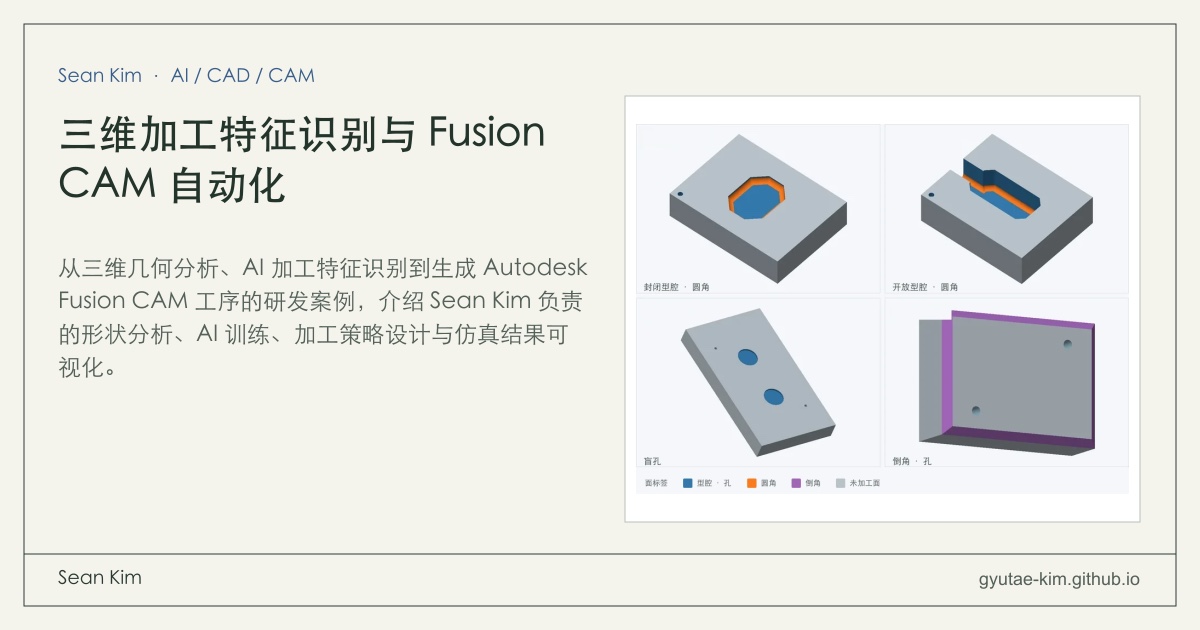 Sean Kim · AI / CAD / CAM
三维加工特征识别与 Fusion
CAM 自动化
从三维几何分析、AI 加工特征识别到生成 Autodesk
Fusion CAM 工序的研发案例，介绍 Sean Kim 负责
的形状分析、AI 训练、加工策略设计与仿真结果可
视化。
封闭型腔 · 圆角
开放型腔 · 圆角
盲孔
倒角 · 孔
面标签 型腔 · 孔 圆角 倒角 未加工面
Sean Kim
gyutae-kim.github.io